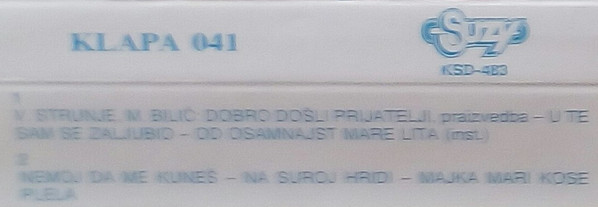 KLAPA 041
Suzy
KSD-483
1
V. STRUNJE, M. BILIĆ: DOBRO DOŠLI PRIJATELJI, praizvedba – U TE
SAM SE ZALJUBIO – OD OSAMNAJST MARE LITA (inst.)
2
NEMOJ DA ME KUNEŠ – NA SUROJ HRIDI – MAJKA MARI KOSE
PLELA